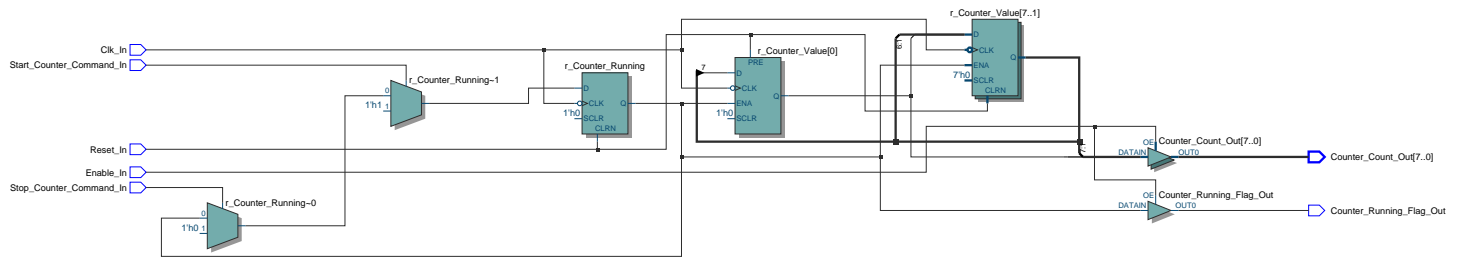 r_Counter_Value[7..1]
Clk_In
Start_Counter_Command_In
r_Counter_Running~1
0
1'h1 1
r_Counter_Running
D
>CLK
SCLR
CLRN
Q
1'h0
r_Counter_Value[0]
PRE
7
D
>CLK
ENA
SCLR
Q
1'h0
D
>CLK
ENA
SCLR
CLRN
Q
7'h0
1:9
Reset_In
Enable_In
Stop_Counter_Command_In
r_Counter_Running~0
0
1'h0 1
OE
Counter_Count_Out[7..0]
DATAIN
OUT0
Counter_Count_Out[7..0]
OE
Counter_Running_Flag_Out
DATAIN
OUT0
Counter_Running_Flag_Out